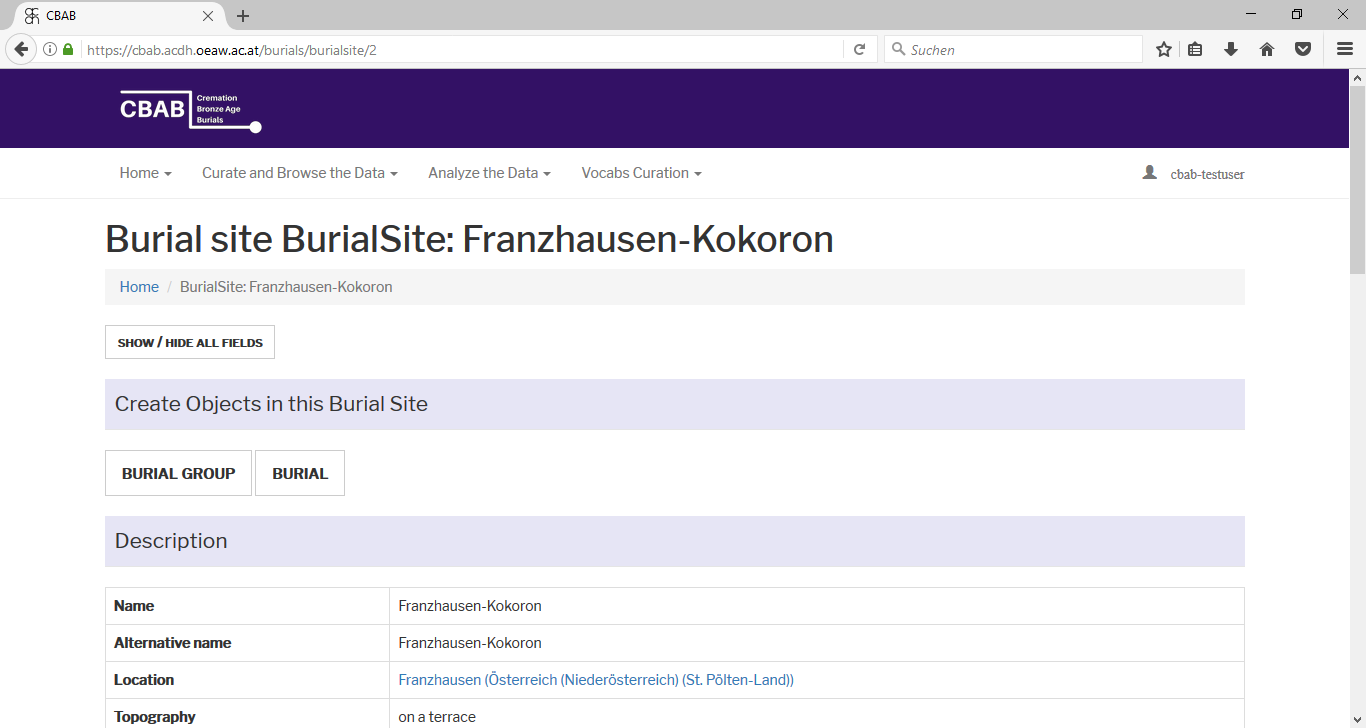 CBAB
https://cbab.acdh.oeaw.ac.at/burials/burialsite/2
Suchen
CBAB
Cremation
Bronze Age
Burials
Home
Curate and Browse the Data
Analyze the Data
Vocabs Curation
cbab-testuser
Burial site BurialSite: Franzhausen-Kokoron
Home / BurialSite: Franzhausen-Kokoron
SHOW / HIDE ALL FIELDS
Create Objects in this Burial Site
BURIAL GROUP
BURIAL
Description
Name Franzhausen-Kokoron
Alternative name Franzhausen-Kokoron
Location Franzhausen (Österreich (Niederösterreich) (St. Pölten-Land))
Topography on a terrace